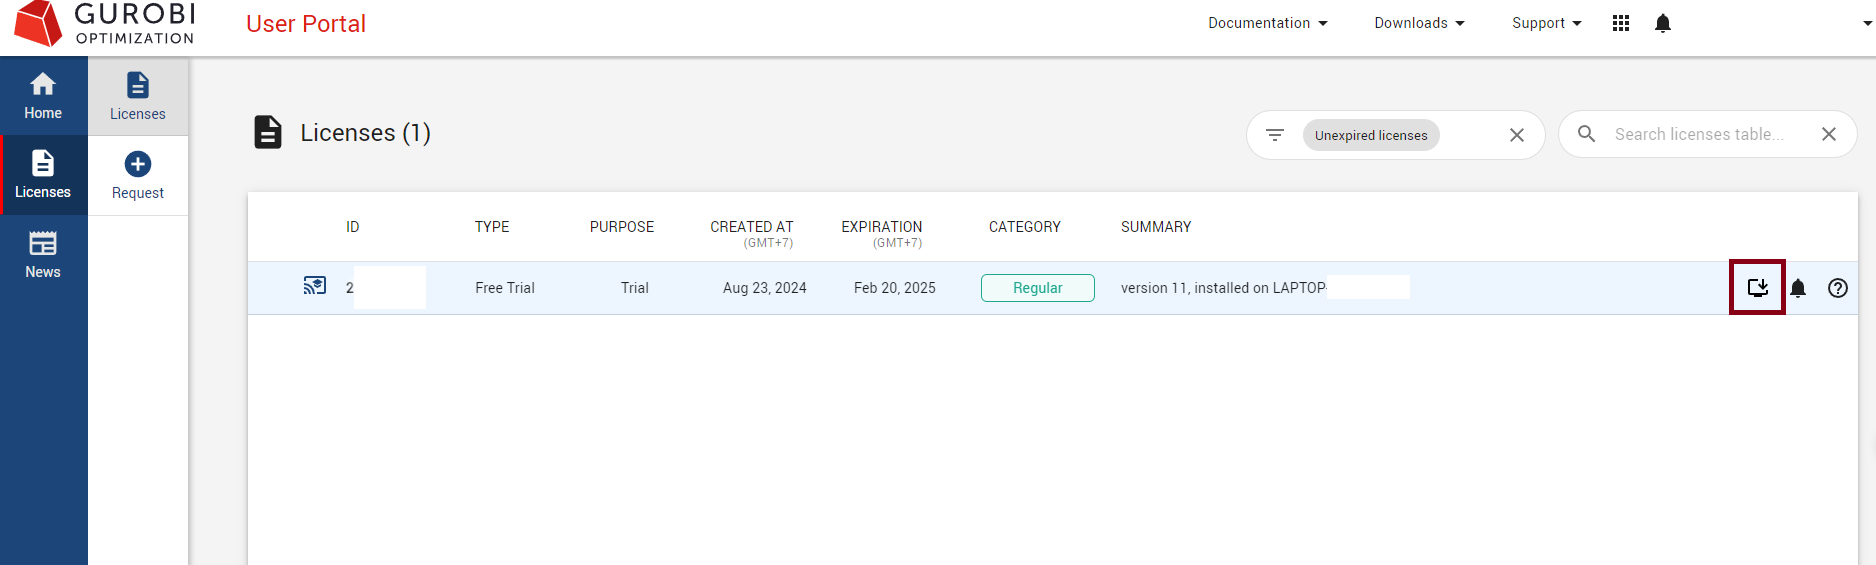 GUROBI
OPTIMIZATION
User Portal
Documentation
Downloads
Support
Home
Licenses
News
Licenses
Request
Licenses (1)
Unexpired licenses
Search licenses table...
ID TYPE PURPOSE CREATED AT EXPIRATION CATEGORY SUMMARY
(GMT+7) (GMT+7)
2 Free Trial Trial Aug 23, 2024 Feb 20, 2025 Regular version 11, installed on LAPTOP